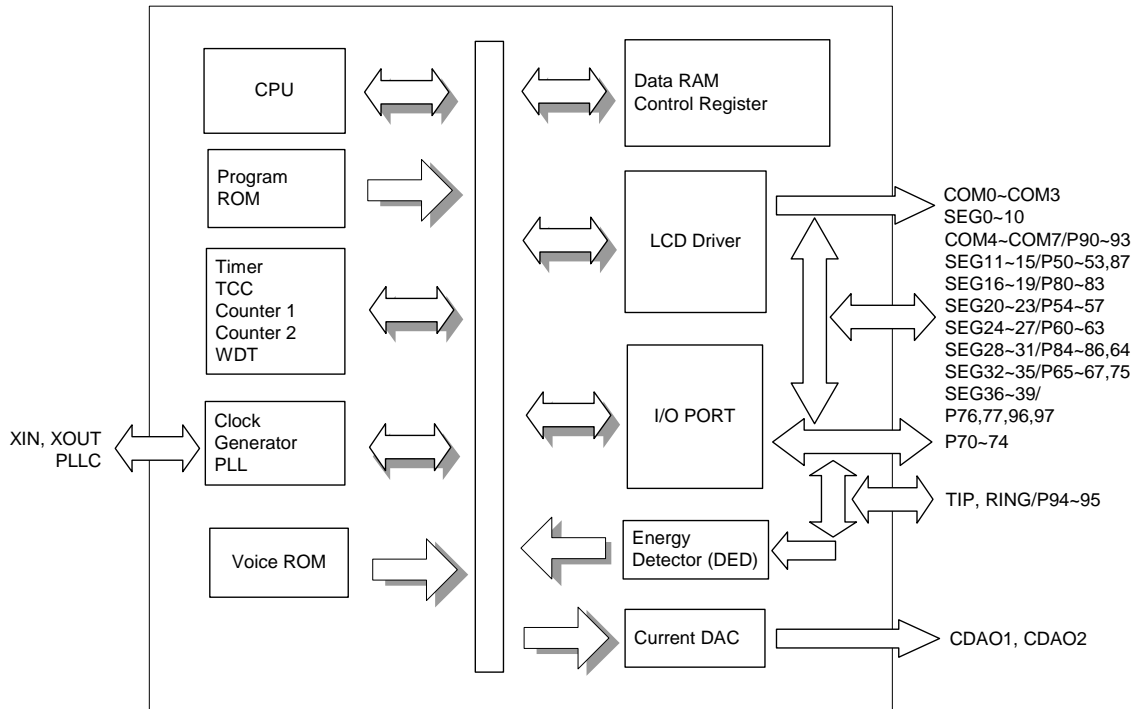 CPU
Program
ROM
Timer
TCC
Counter 1
Counter 2
WDT
XIN, XOUT
PLLC
Clock
Generator
PLL
Voice ROM
Data RAM
Control Register
LCD Driver
I/O PORT
Energy
Detector (DED)
Current DAC
COM0~COM3
SEG0~10
COM4~COM7/P90~93
SEG11~15/P50~53,87
SEG16~19/P80~83
SEG20~23/P54~57
SEG24~27/P60~63
SEG28~31/P84~86,64
SEG32~35/P65~67,75
SEG36~39/
P76,77,96,97
P70~74
TIP, RING/P94~95
CDAO1, CDAO2